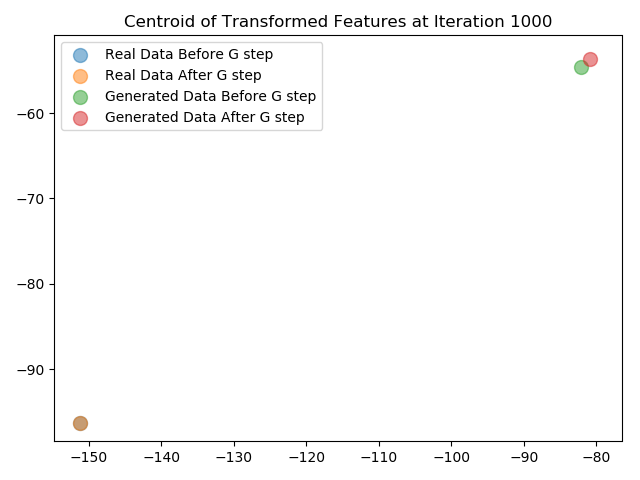 Centroid of Transformed Features at Iteration 1000
Real Data Before G step
Real Data After G step
Generated Data Before G step
Generated Data After G step
−60
−70
−80
−90
−150 −140 −130 −120 −110 −100 −90 −80